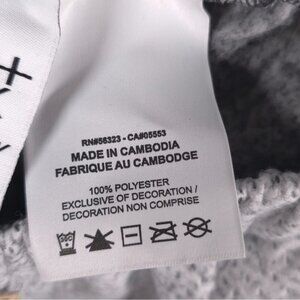 RN#56323 - CA#05553
MADE IN CAMBODIA
FABRIQUE AU CAMBODGE
100% POLYESTER
EXCLUSIVE OF DECORATION /
DECORATION NON COMPRISE